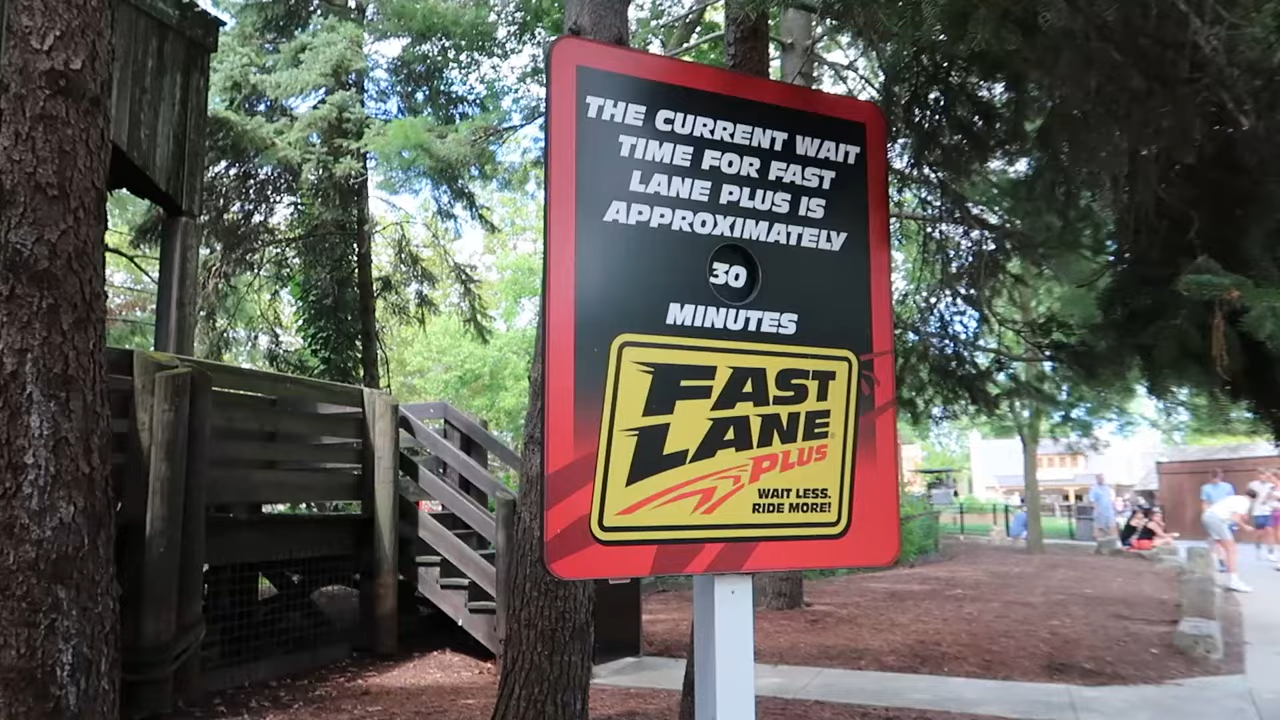 THE CURRENT WAIT
TIME FOR FAST
LANE PLUS IS
APPROXIMATELY
30
MINUTES
FAST
LANE
PLUS
WAIT LESS.
RIDE MORE!